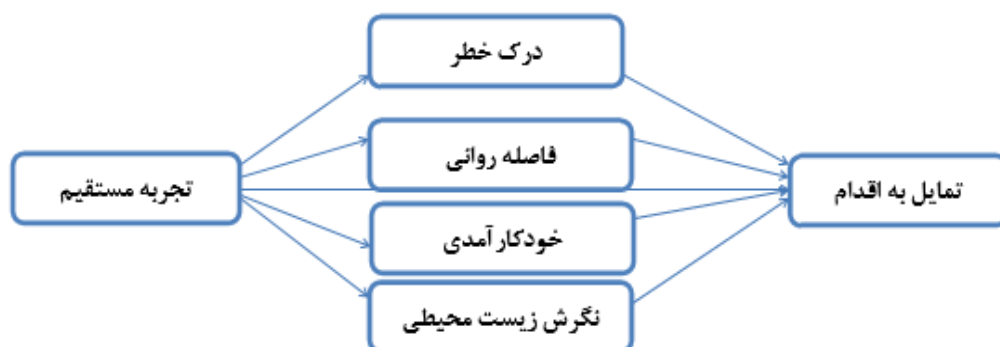 درک خطر
فاصله روانی
تجربه مستقیم
تمایل به اقدام
خودکارآمدی
نگرش زیست محیطی